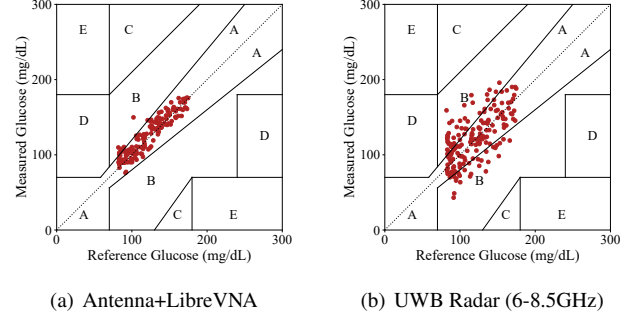 300
200
100
0
0
100
200
300
Measured Glucose (mg/dL)
Reference Glucose (mg/dL)
E
C
A
A
B
D
D
B
A
C
E
(a) Antenna+LibreVNA
300
200
100
0
0
100
200
300
Measured Glucose (mg/dL)
Reference Glucose (mg/dL)
E
C
A
A
B
D
D
B
A
C
E
(b) UWB Radar (6-8.5GHz)